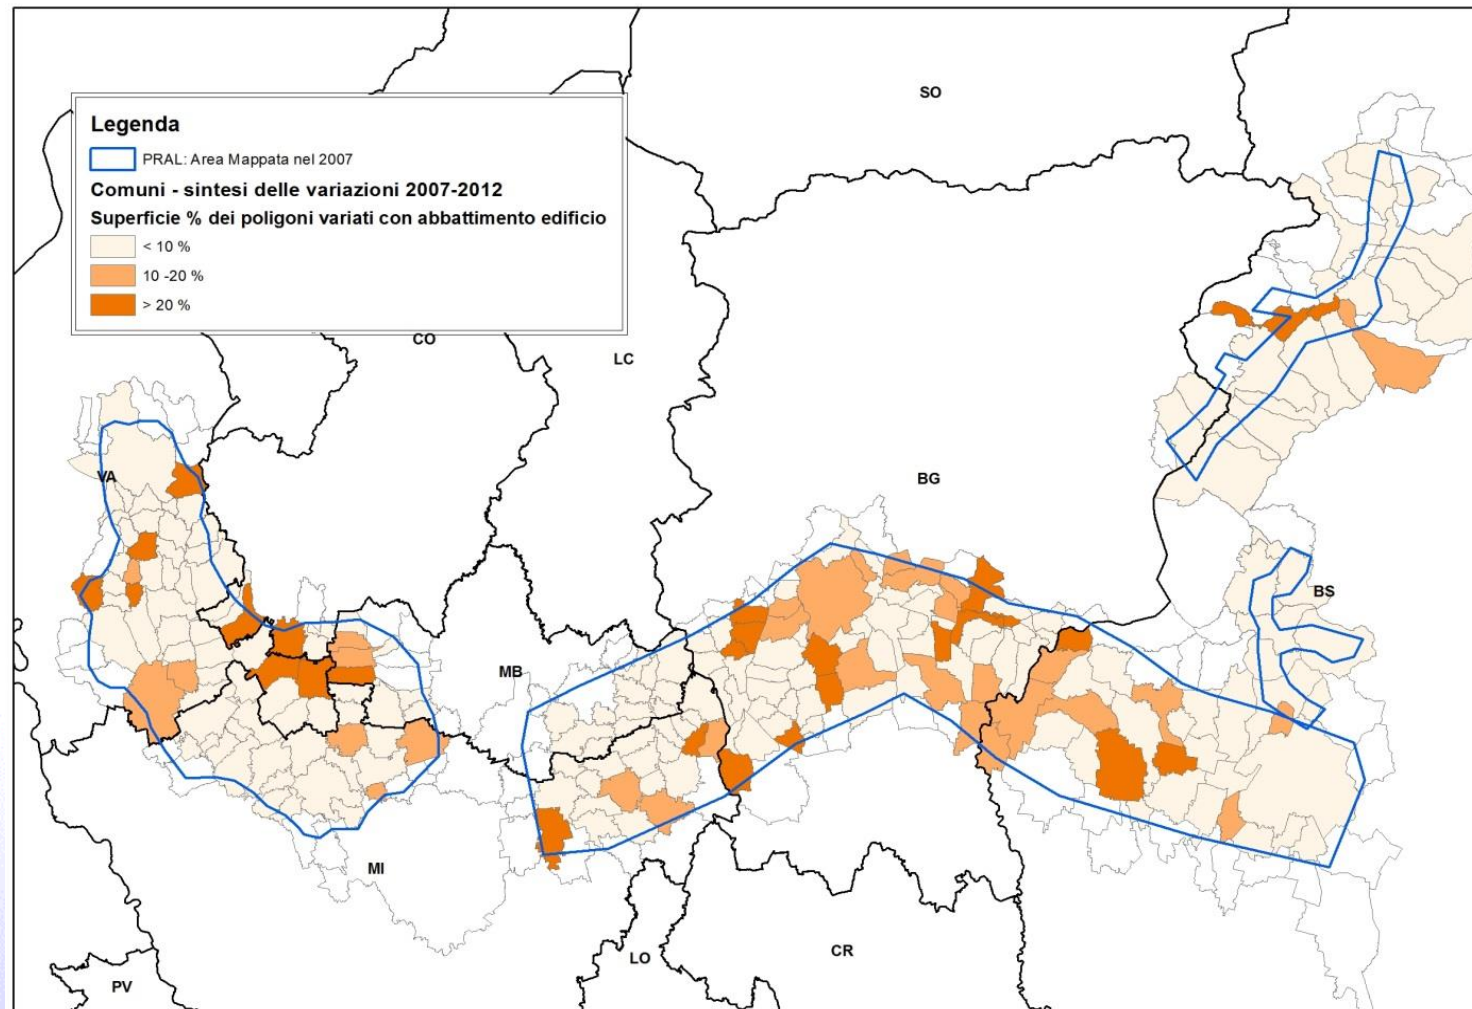 SO
Legenda
PRAL: Area Mappata nel 2007
Comuni - sintesi delle variazioni 2007-2012
Superficie % dei poligoni variati con abbattimento edificio
< 10 %
10 -20 %
> 20 %
CO
LC
VA
BG
BS
MB
MI
CR
LO
PV